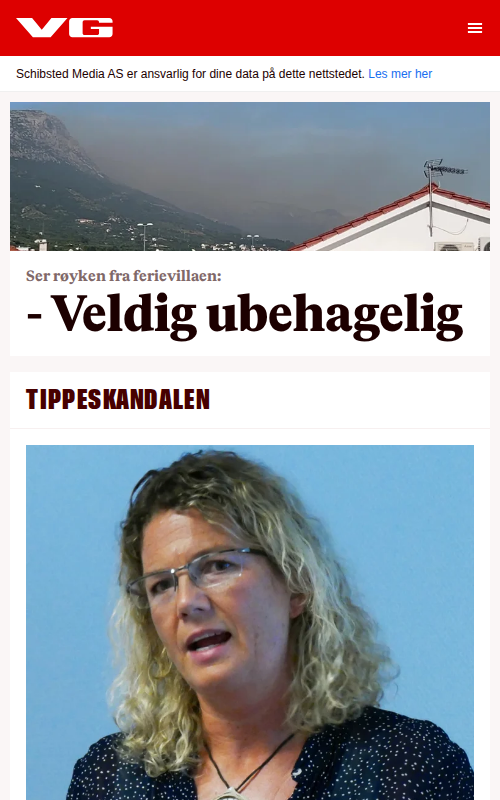 VG
Schibsted Media AS er ansvarlig for dine data på dette nettstedet. Les mer her
Ser røyken fra ferievillaen:
- Veldig ubehagelig
TIPPESKANDALEN